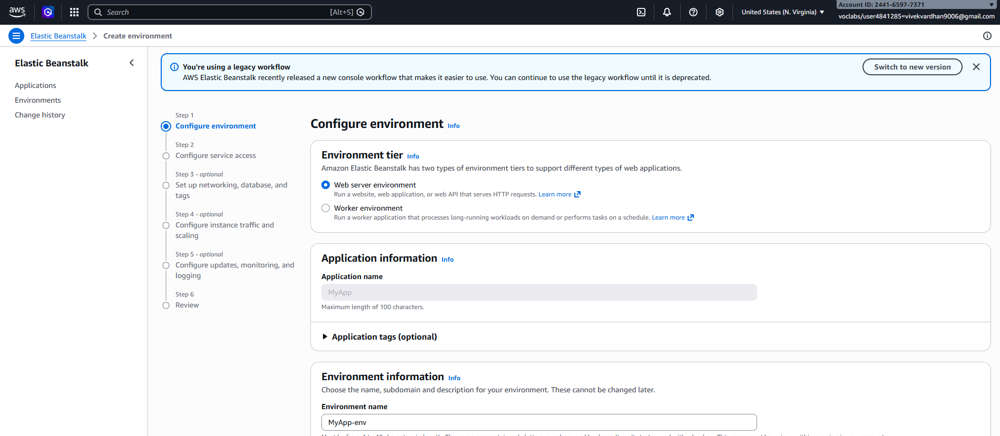 aws
Search
[Alt+S]
United States (N. Virginia)
Account ID: 2441-6597-7371
voclabs/user4841285=vivekvardhan9006@gmail.com
Elastic Beanstalk
Create environment
Elastic Beanstalk
Applications
Environments
Change history
You're using a legacy workflow
AWS Elastic Beanstalk recently released a new console workflow that makes it easier to use. You can continue to use the legacy workflow until it is deprecated.
Switch to new version
Step 1
Configure environment
Step 2
Configure service access
Step 3 - optional
Set up networking, database, and
tags
Step 4 - optional
Configure instance traffic and
scaling
Step 5 - optional
Configure updates, monitoring, and
logging
Step 6
Review
Configure environment Info
Environment tier Info
Amazon Elastic Beanstalk has two types of environment tiers to support different types of web applications.
Web server environment
Run a website, web application, or web API that serves HTTP requests. Learn more
Worker environment
Run a worker application that processes long-running workloads on demand or performs tasks on a schedule. Learn more
Application information Info
Application name
MyApp
Maximum length of 100 characters.
Application tags (optional)
Environment information Info
Choose the name, subdomain and description for your environment. These cannot be changed later.
Environment name
MyApp-env